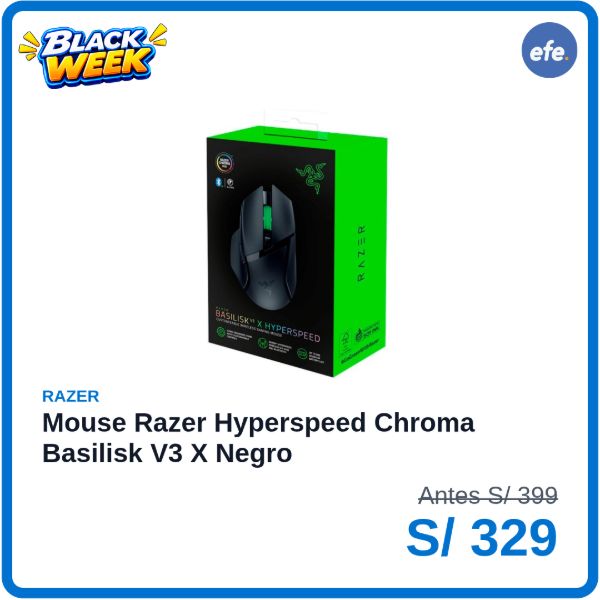 BLACK
WEEK
efe.
RAZER
BASILISK V3 X HYPERSPEED
RAZER
Mouse Razer Hyperspeed Chroma
Basilisk V3 X Negro
Antes S/ 399
S/ 329